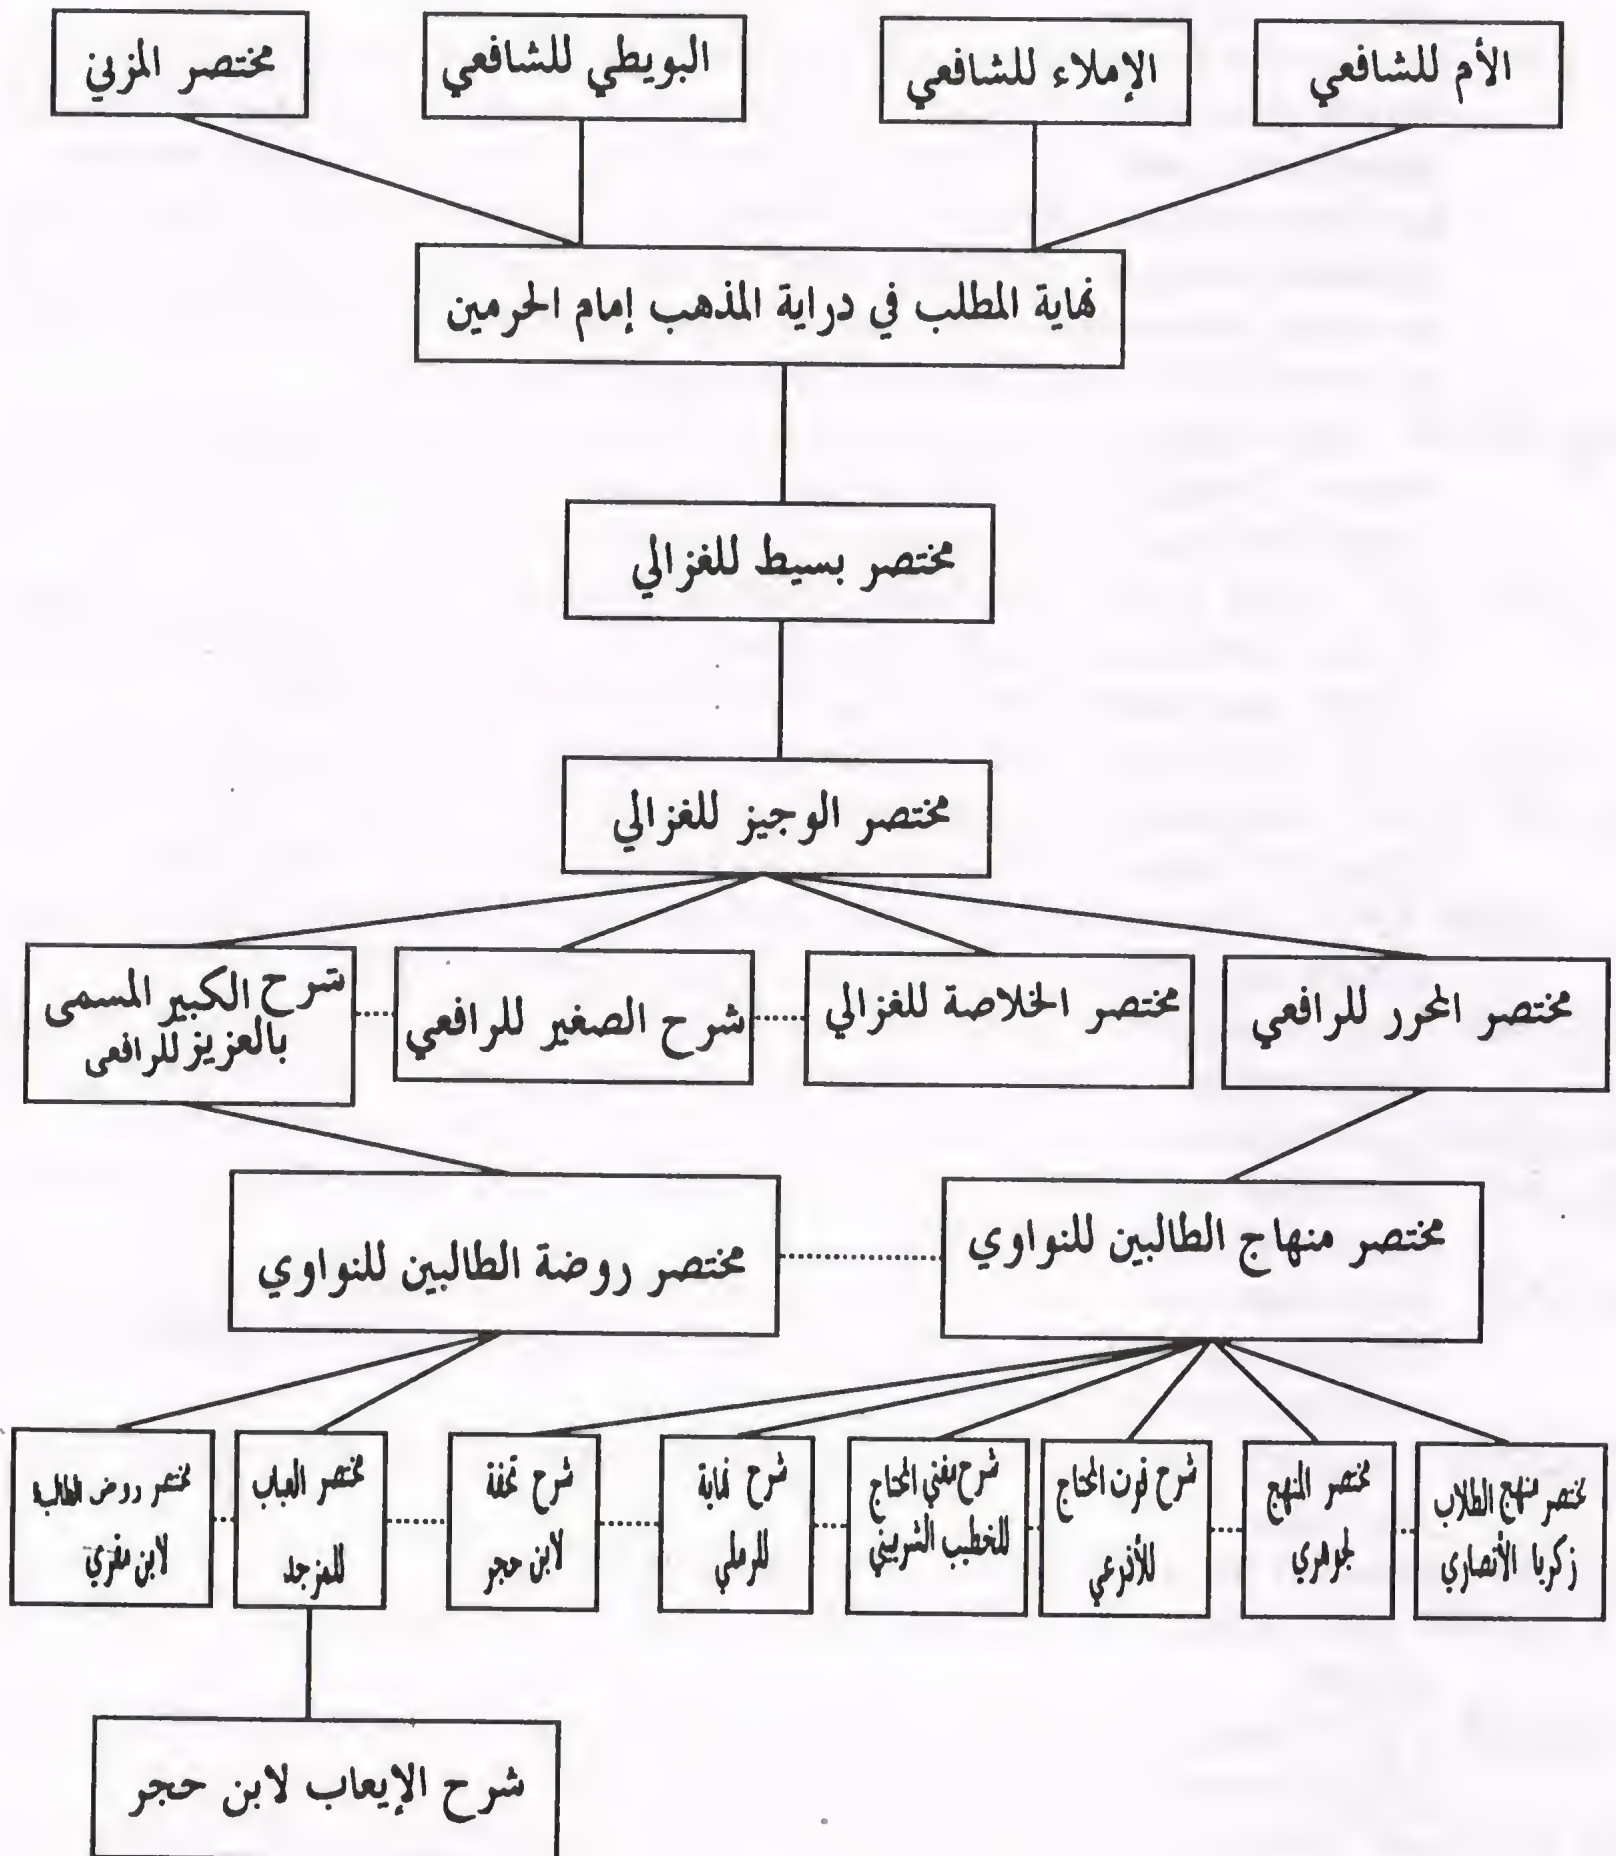 الأم للشافعي
الإملاء للشافعي
البويطي للشافعي
مختصر المزني
نهاية المطلب في دراية المذهب إمام الحرمين
مختصر بسيط للغزالي
مختصر الوجيز للغزالي
مختصر المحرر للرافعي
مختصر الخلاصة للغزالي
شرح الصغير للرافعي
شرح الكبير المسمى
بالعزيز للرافعى
مختصر منهاج الطالبين للنواوي
مختصر روضة الطالبين للنواوي
مختصر منهج الطلاب
زكريا الأنصاري
مختصر المنهج
لجوهري
شرح قوت المحتاج
للأذرعي
شرح مغني المحتاج
للخطيب الشربيني
شرح نهاية
للرملي
شرح تحفة
لابن حجر
مختصر العباب
للمزجد
مختصر روض الطالب
لابن مقري
شرح الإيعاب لابن حجر